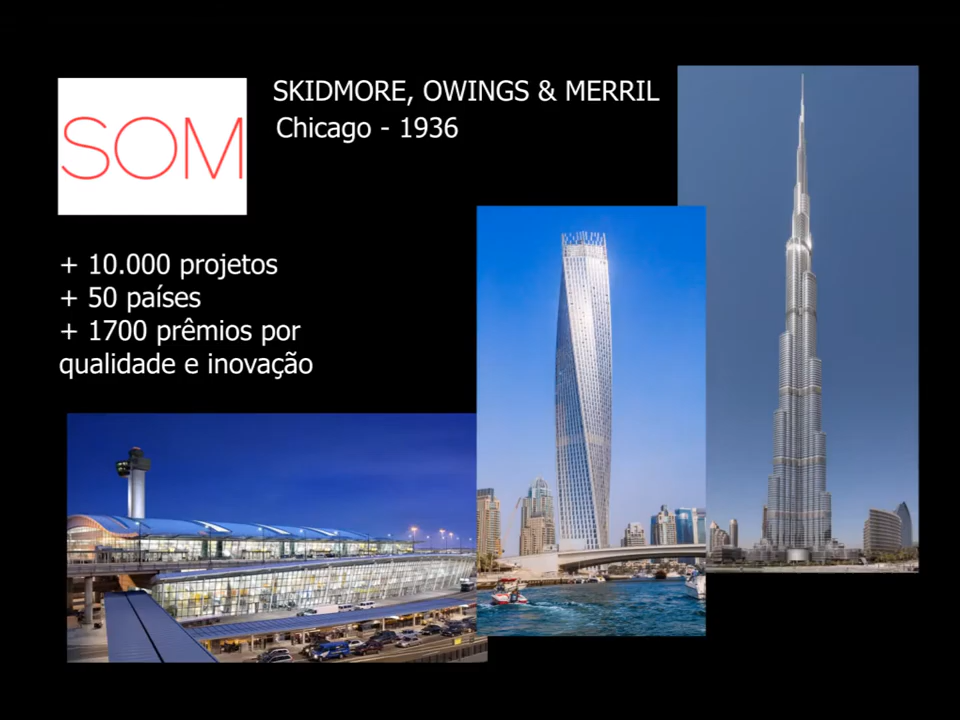 SOM
SKIDMORE, OWINGS & MERRIL
Chicago - 1936
+ 10.000 projetos
+ 50 países
+ 1700 prêmios por
qualidade e inovação